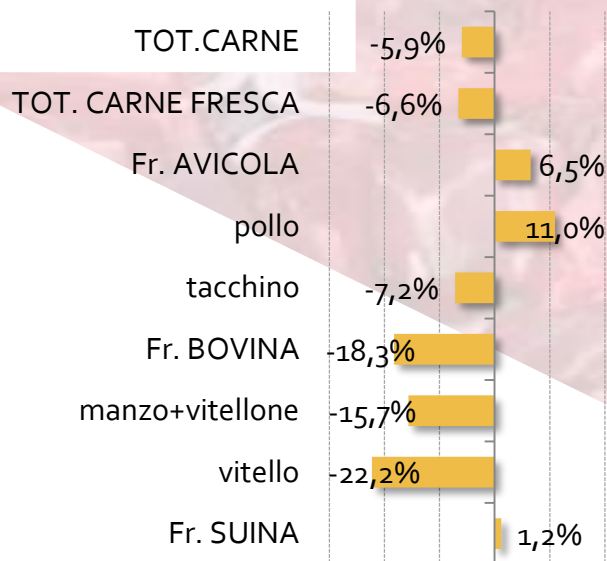 TOT.CARNE -5,9%
TOT. CARNE FRESCA -6,6%
Fr. AVICOLA 6,5%
pollo 11,0%
tacchino -7,2%
Fr. BOVINA -18,3%
manzo+vitellone -15,7%
vitello -22,2%
Fr. SUINA 1,2%